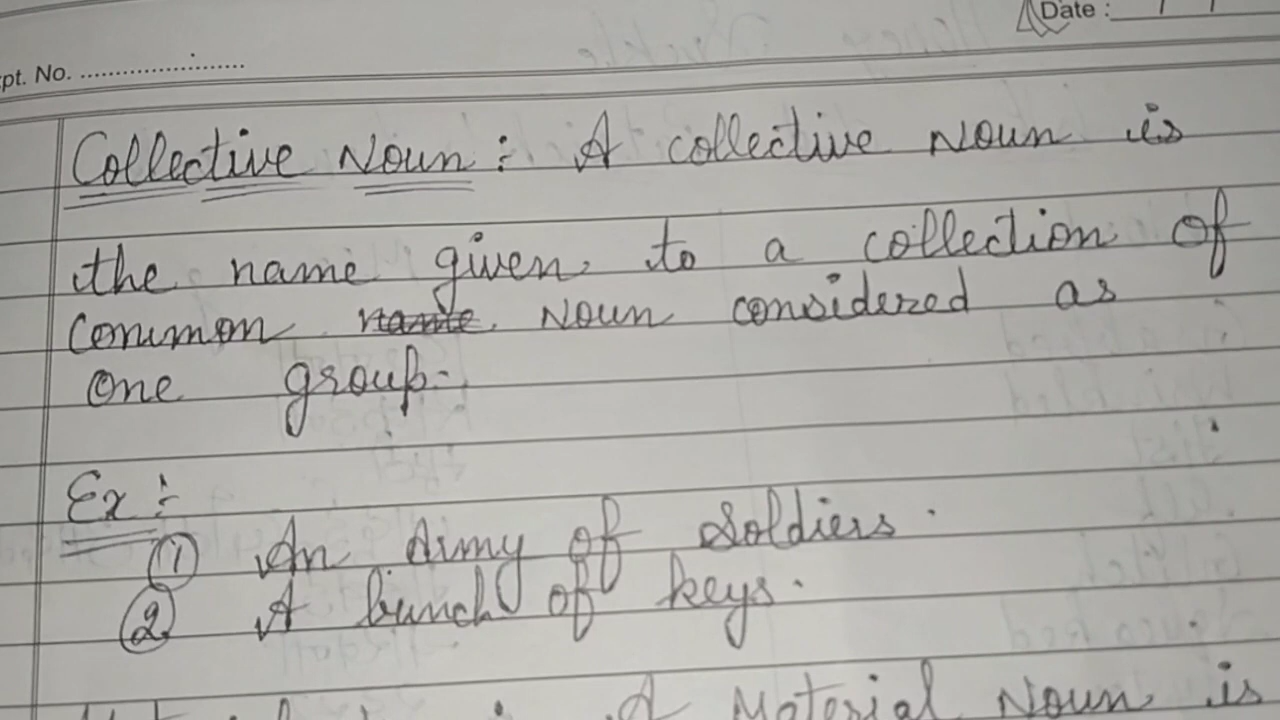 Date : / /
pt. No. ........................
Collective Noun : A collective Noun is
the name given to a collection of
common name Noun considered as
one group.
Ex :-
① An Army of Soldiers.
② A bunch of keys.
A Material Noun is